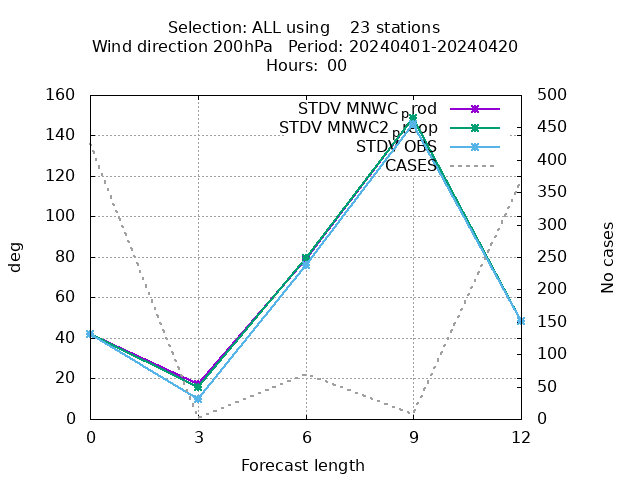 Selection: ALL using 23 stations
Wind direction 200hPa Period: 20240401-20240420
Hours: 00
STDV MNWC_prod
STDV MNWC2_preop
STDV OBS
CASES
deg
No cases
160
140
120
100
80
60
40
20
0
500
450
400
350
300
250
200
150
100
50
0
0 3 6 9 12
Forecast length